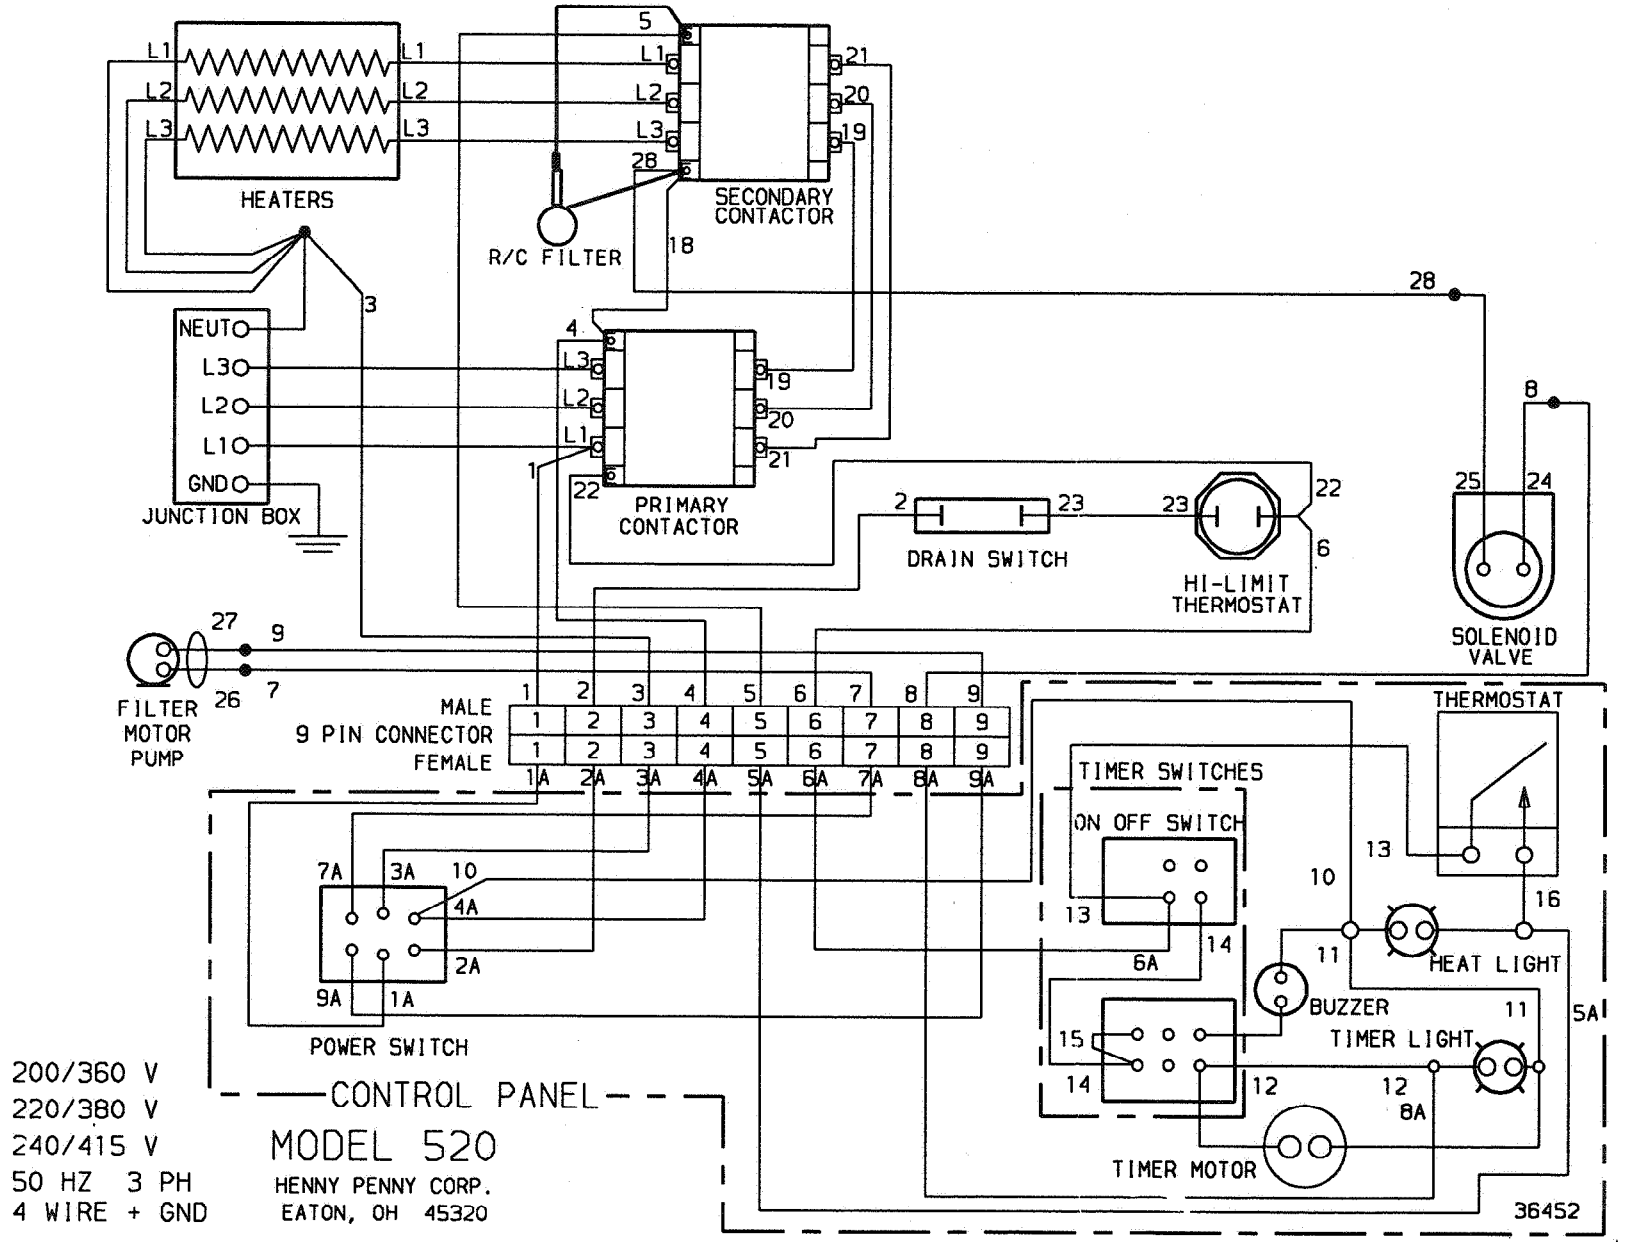 5
L1 L1 L1 21
L2 L2 L2 20
L3 L3 L3 19
28
HEATERS
SECONDARY
CONTACTOR
R/C FILTER
18
28
3
NEUT
4
L3 L3 19
8
L2 L2 20
L1 L1 21
1
GND
22
JUNCTION BOX
PRIMARY
CONTACTOR
2 23 23 22
25 24
6
DRAIN SWITCH
HI-LIMIT
THERMOSTAT
27 9
SOLENOID
VALVE
26 7
FILTER
MOTOR
PUMP
1 2 3 4 5 6 7 8 9
MALE
1 2 3 4 5 6 7 8 9
9 PIN CONNECTOR
1 2 3 4 5 6 7 8 9
FEMALE
1A 2A 3A 4A 5A 6A 7A 8A 9A
THERMOSTAT
TIMER SWITCHES
ON OFF SWITCH
13
7A 3A 10
4A
10
16
13
14
11
2A
6A
HEAT LIGHT
9A 1A
BUZZER
11
5A
POWER SWITCH
15
TIMER LIGHT
14
12 12
8A
CONTROL PANEL
TIMER MOTOR
200/360 V
220/380 V
240/415 V
50 HZ 3 PH
4 WIRE + GND
MODEL 520
HENNY PENNY CORP.
EATON, OH 45320
36452